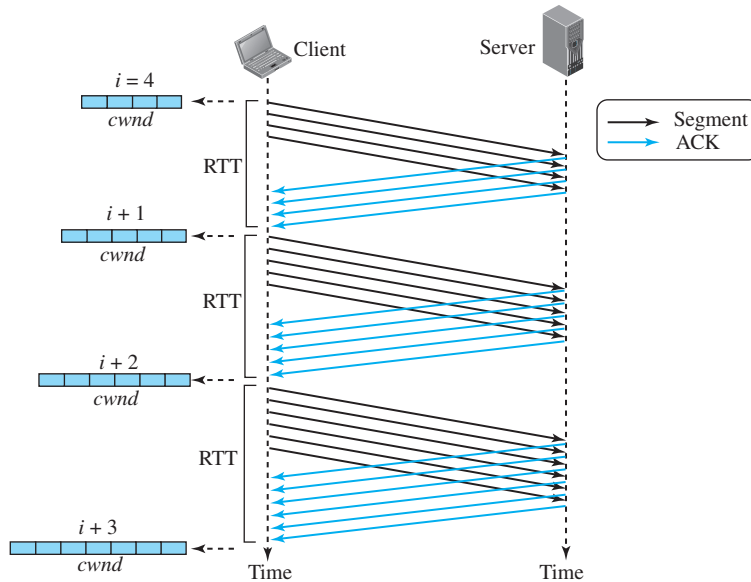 Client
Server
i = 4
cwnd
Segment
ACK
RTT
i + 1
cwnd
RTT
i + 2
cwnd
RTT
i + 3
cwnd
Time
Time